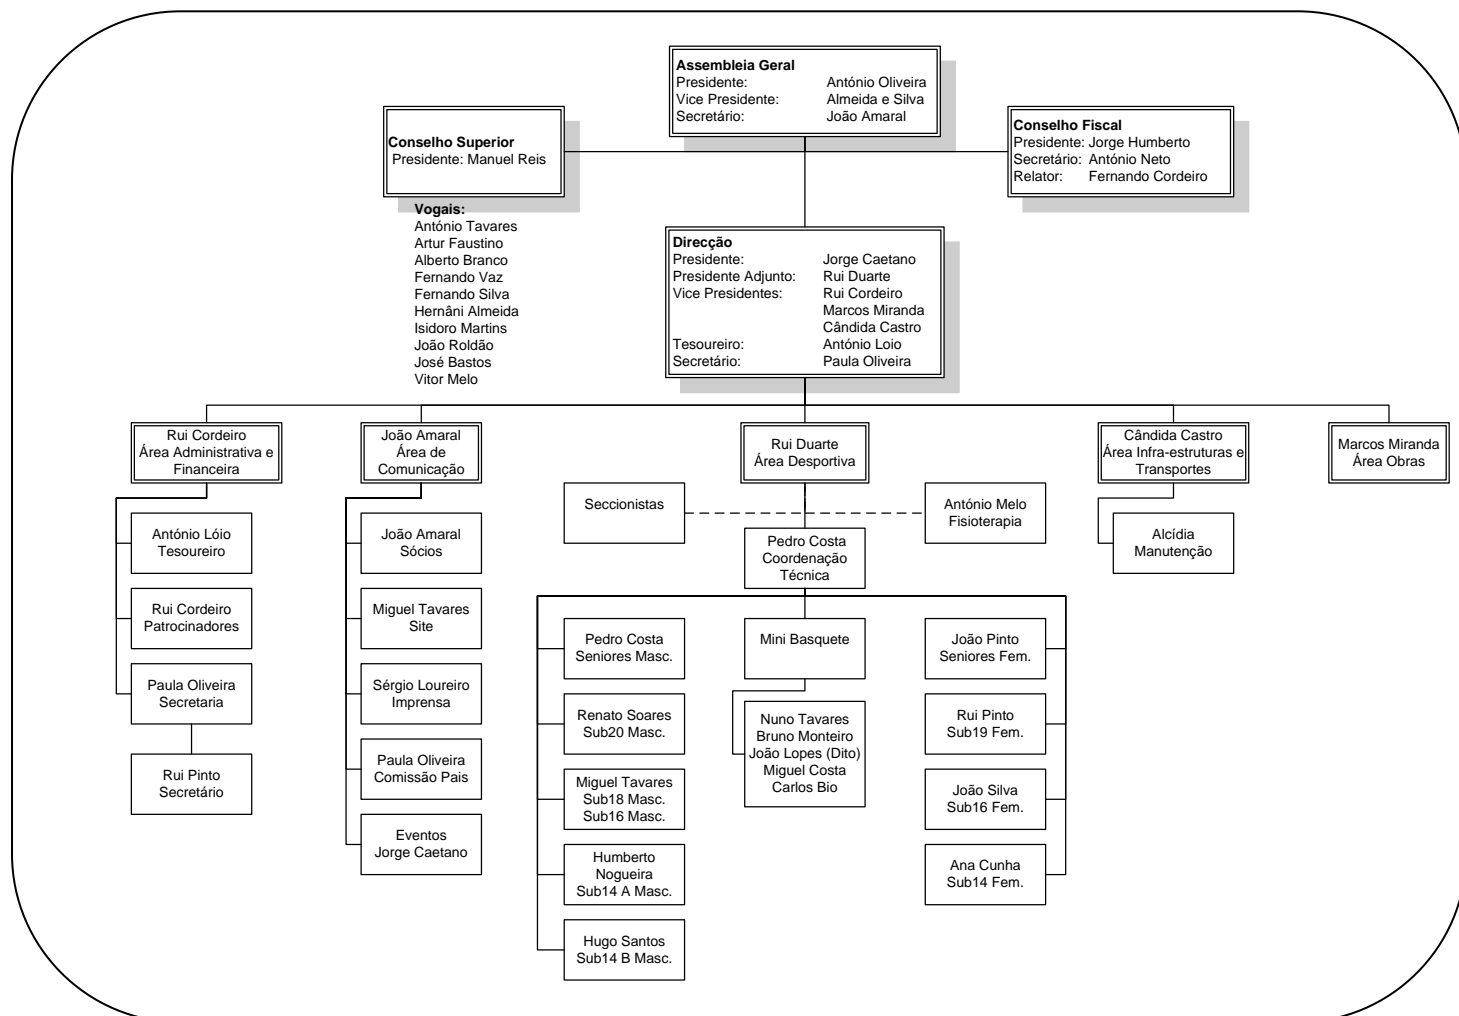 Assembleia Geral
Presidente: António Oliveira
Vice Presidente: Almeida e Silva
Secretário: João Amaral
Conselho Superior
Presidente: Manuel Reis
Conselho Fiscal
Presidente: Jorge Humberto
Secretário: António Neto
Relator: Fernando Cordeiro
Vogais:
António Tavares
Artur Faustino
Alberto Branco
Fernando Vaz
Fernando Silva
Hernâni Almeida
Isidoro Martins
João Roldão
José Bastos
Vitor Melo
Direcção
Presidente: Jorge Caetano
Presidente Adjunto: Rui Duarte
Vice Presidentes: Rui Cordeiro
Marcos Miranda
Cândida Castro
Tesoureiro: António Loio
Secretário: Paula Oliveira
Rui Cordeiro
Área Administrativa e
Financeira
João Amaral
Área de
Comunicação
Rui Duarte
Área Desportiva
Cândida Castro
Área Infra-estruturas e
Transportes
Marcos Miranda
Área Obras
António Lóio
Tesoureiro
Rui Cordeiro
Patrocinadores
Paula Oliveira
Secretaria
Rui Pinto
Secretário
João Amaral
Sócios
Miguel Tavares
Site
Sérgio Loureiro
Imprensa
Paula Oliveira
Comissão Pais
Eventos
Jorge Caetano
Seccionistas
António Melo
Fisioterapia
Pedro Costa
Coordenação
Técnica
Alcídia
Manutenção
Pedro Costa
Seniores Masc.
Renato Soares
Sub20 Masc.
Miguel Tavares
Sub18 Masc.
Sub16 Masc.
Humberto
Nogueira
Sub14 A Masc.
Hugo Santos
Sub14 B Masc.
Mini Basquete
Nuno Tavares
Bruno Monteiro
João Lopes (Dito)
Miguel Costa
Carlos Bio
João Pinto
Seniores Fem.
Rui Pinto
Sub19 Fem.
João Silva
Sub16 Fem.
Ana Cunha
Sub14 Fem.